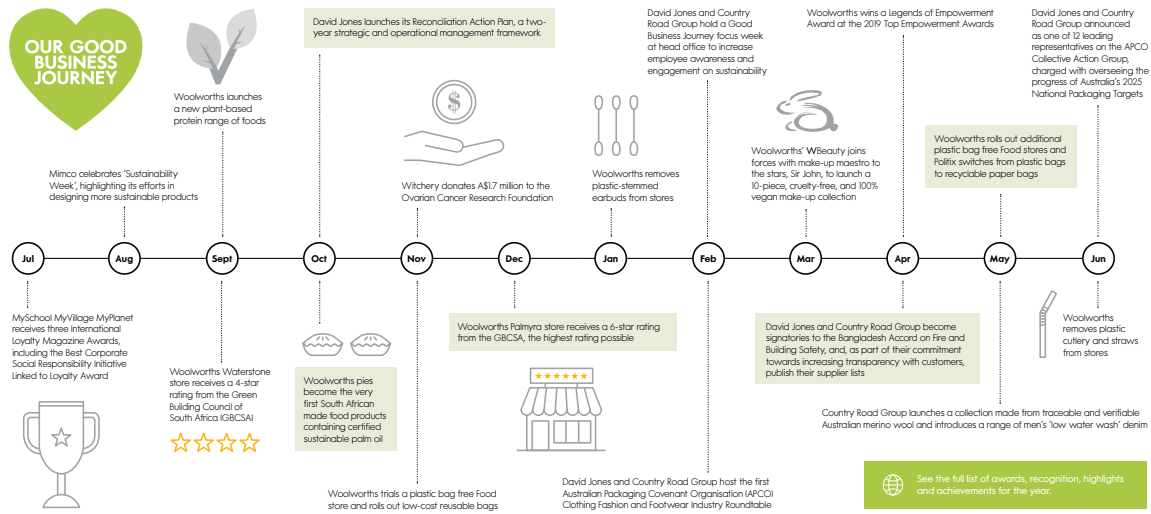 OUR GOOD
BUSINESS
JOURNEY
Woolworths launches
a new plant-based
protein range of foods
David Jones launches its Reconciliation Action Plan, a two-
year strategic and operational management framework
David Jones and Country
Road Group hold a Good
Business Journey focus week
at head office to increase
employee awareness and
engagement on sustainability
Woolworths wins a Legends of Empowerment
Award at the 2019 Top Empowerment Awards
David Jones and Country
Road Group announced
as one of 12 leading
representatives on the APCO
Collective Action Group,
charged with overseeing the
progress of Australia's 2025
National Packaging Targets
Mimco celebrates 'Sustainability
Week', highlighting its efforts in
designing more sustainable products
$
Witchery donates A$1.7 million to the
Ovarian Cancer Research Foundation
Woolworths removes
plastic-stemmed
earbuds from stores
Woolworths' WBeauty joins
forces with make-up maestro to
the stars, Sir John, to launch a
10-piece, cruelty-free, and 100%
vegan make-up collection
Woolworths rolls out additional
plastic bag free Food stores and
Politix switches from plastic bags
to recyclable paper bags
Jul
Aug
Sept
Oct
Nov
Dec
Jan
Feb
Mar
Apr
May
Jun
MySchool MyVillage MyPlanet
receives three International
Loyalty Magazine Awards,
including the Best Corporate
Social Responsibility Initiative
Linked to Loyalty Award
Woolworths Waterstone
store receives a 4-star
rating from the Green
Building Council of
South Africa (GBCSA)
Woolworths pies
become the very
first South African
made food products
containing certified
sustainable palm oil
Woolworths trials a plastic bag free Food
store and rolls out low-cost reusable bags
Woolworths Palmyra store receives a 6-star rating
from the GBCSA, the highest rating possible
David Jones and Country Road Group host the first
Australian Packaging Covenant Organisation (APCO)
Clothing Fashion and Footwear Industry Roundtable
David Jones and Country Road Group become
signatories to the Bangladesh Accord on Fire and
Building Safety, and, as part of their commitment
towards increasing transparency with customers,
publish their supplier lists
Country Road Group launches a collection made from traceable and verifiable
Australian merino wool and introduces a range of men's 'low water wash' denim
Woolworths
removes plastic
cutlery and straws
from stores
See the full list of awards, recognition, highlights
and achievements for the year.